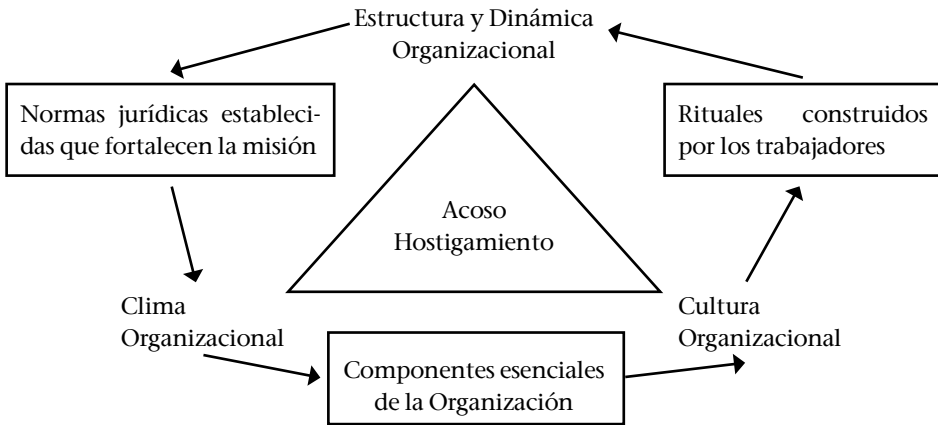 Estructura y Dinámica
Organizacional
Normas jurídicas estableci-
das que fortalecen la misión
Rituales construidos
por los trabajadores
Acoso
Hostigamiento
Clima
Organizacional
Cultura
Organizacional
Componentes esenciales
de la Organización